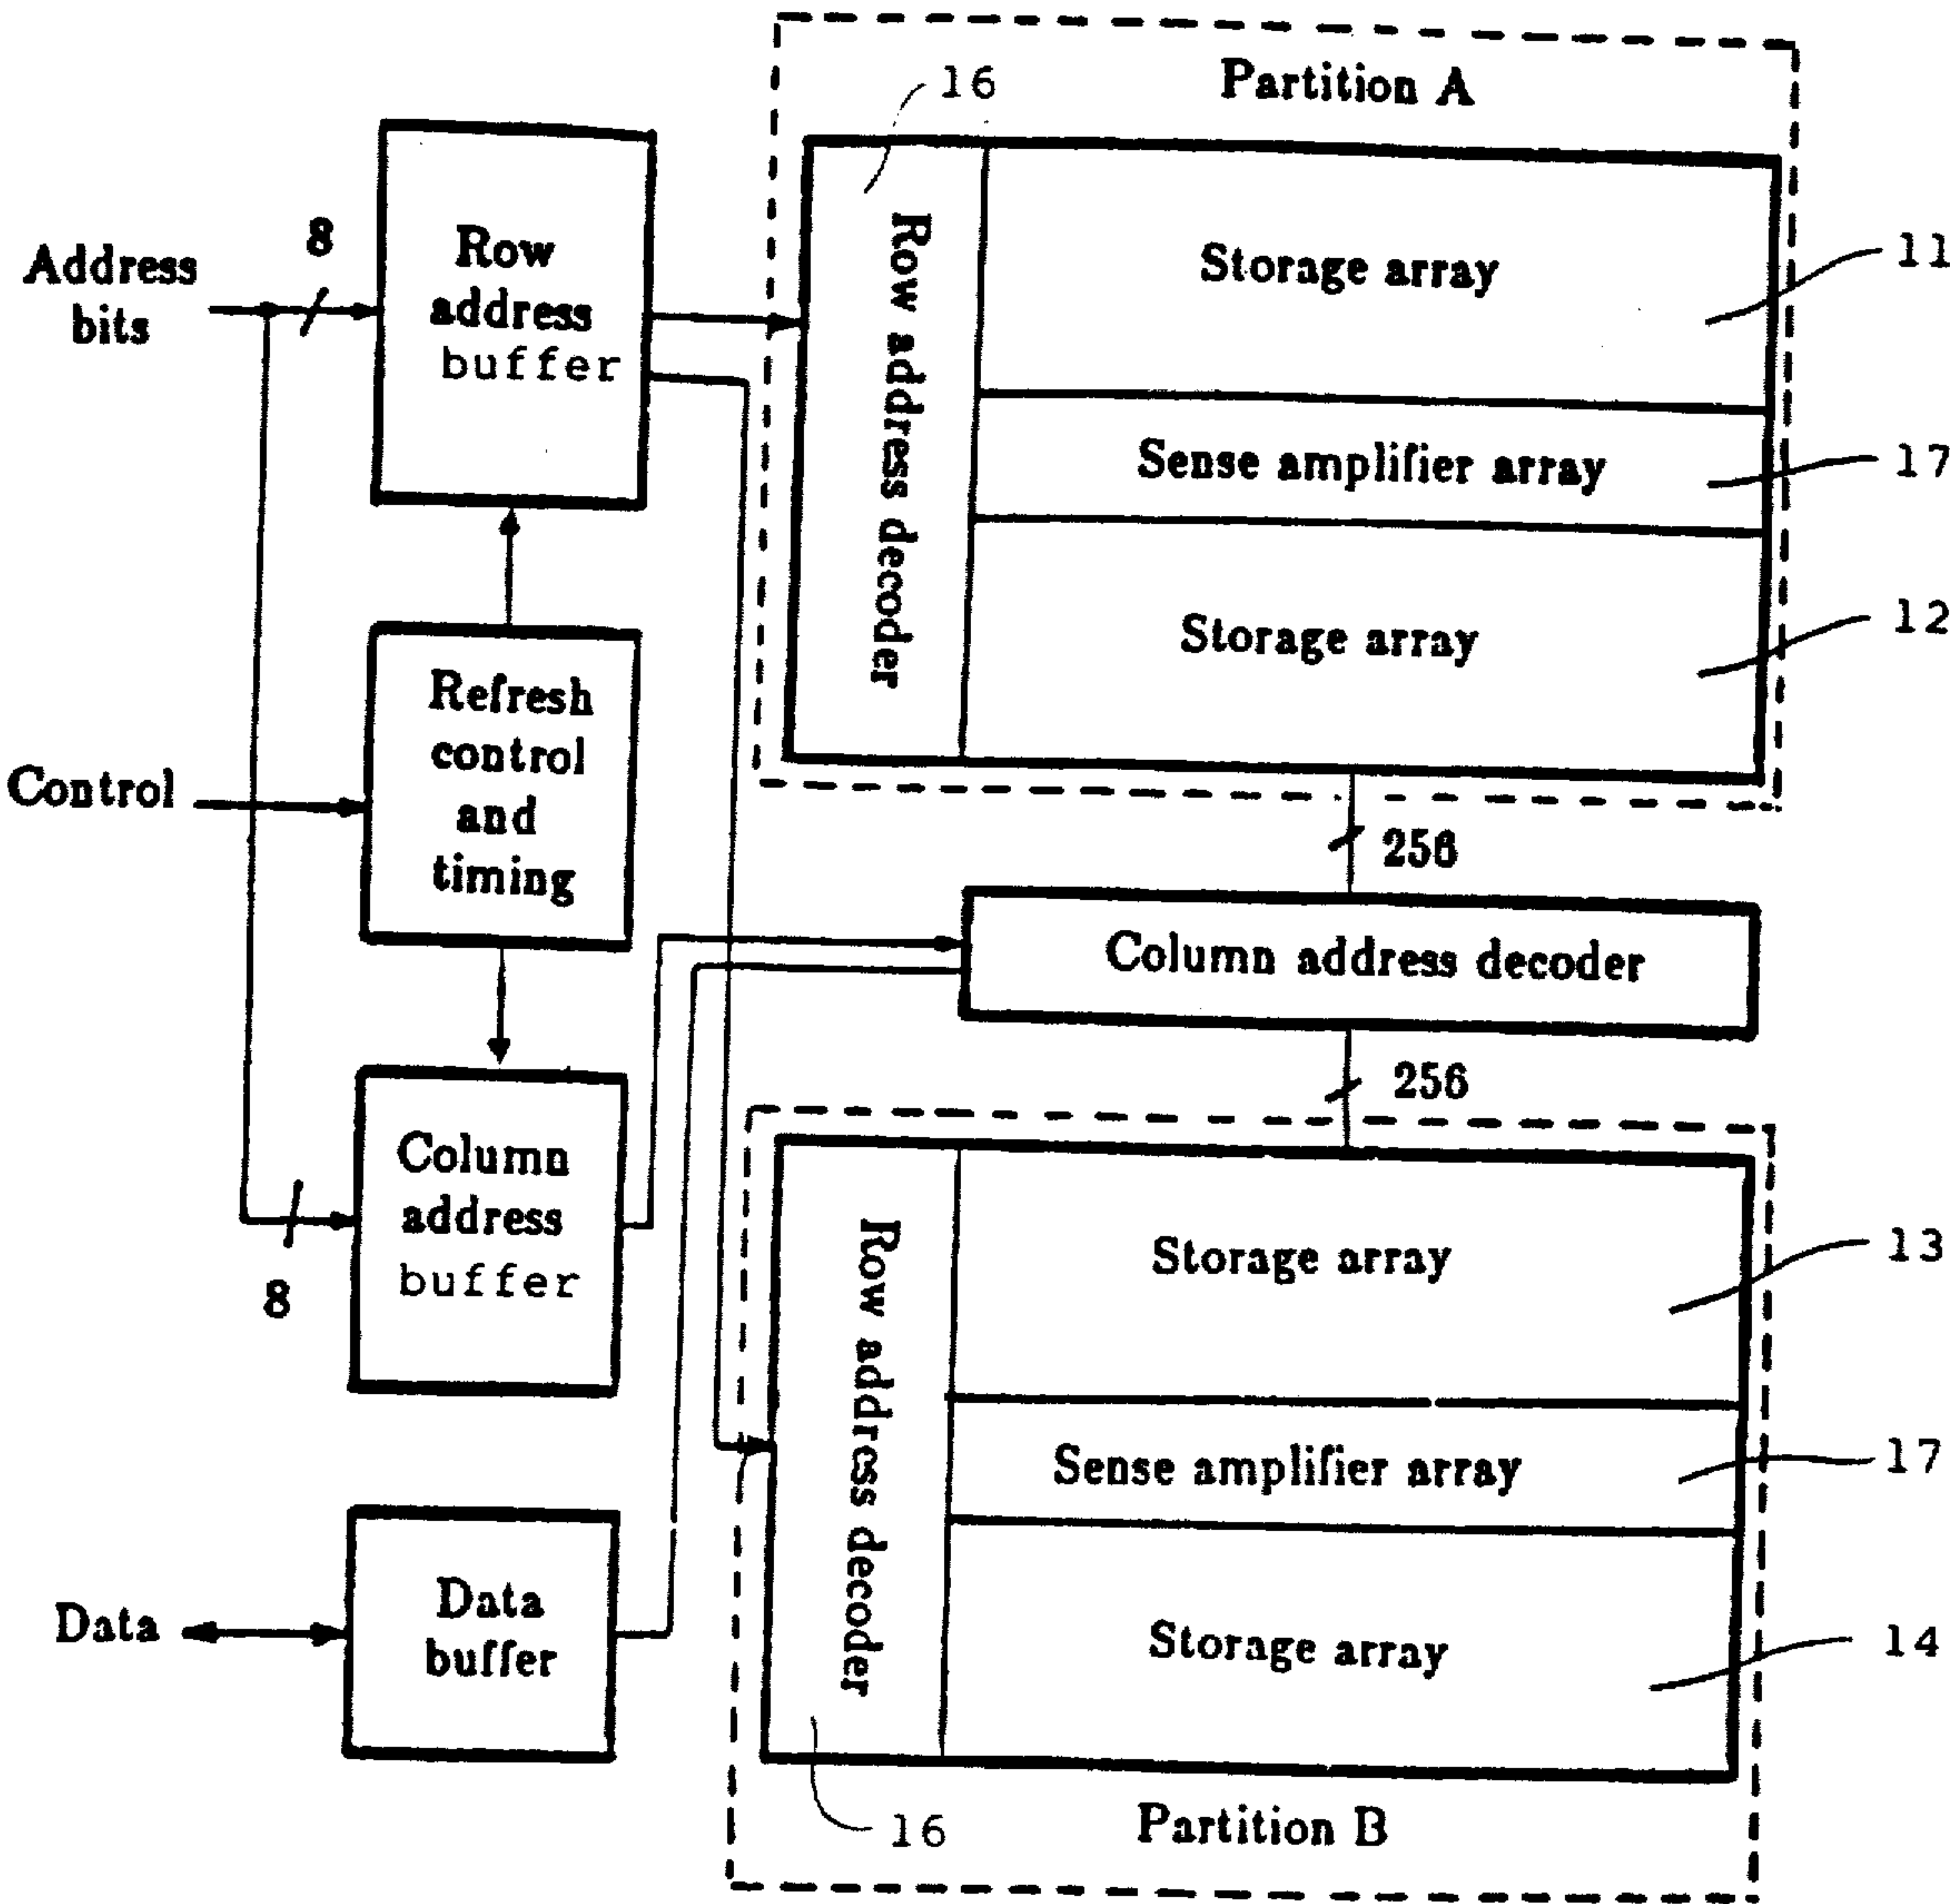 Partition A
16
Row address decoder
Storage array
11
Sense amplifier array
17
Storage array
12
8
Address
bits
Row
address
buffer
Control
Refresh
control
and
timing
256
Column address decoder
256
8
Column
address
buffer
Data
Data
buffer
Row address decoder
Storage array
13
Sense amplifier array
17
Storage array
14
16
Partition B